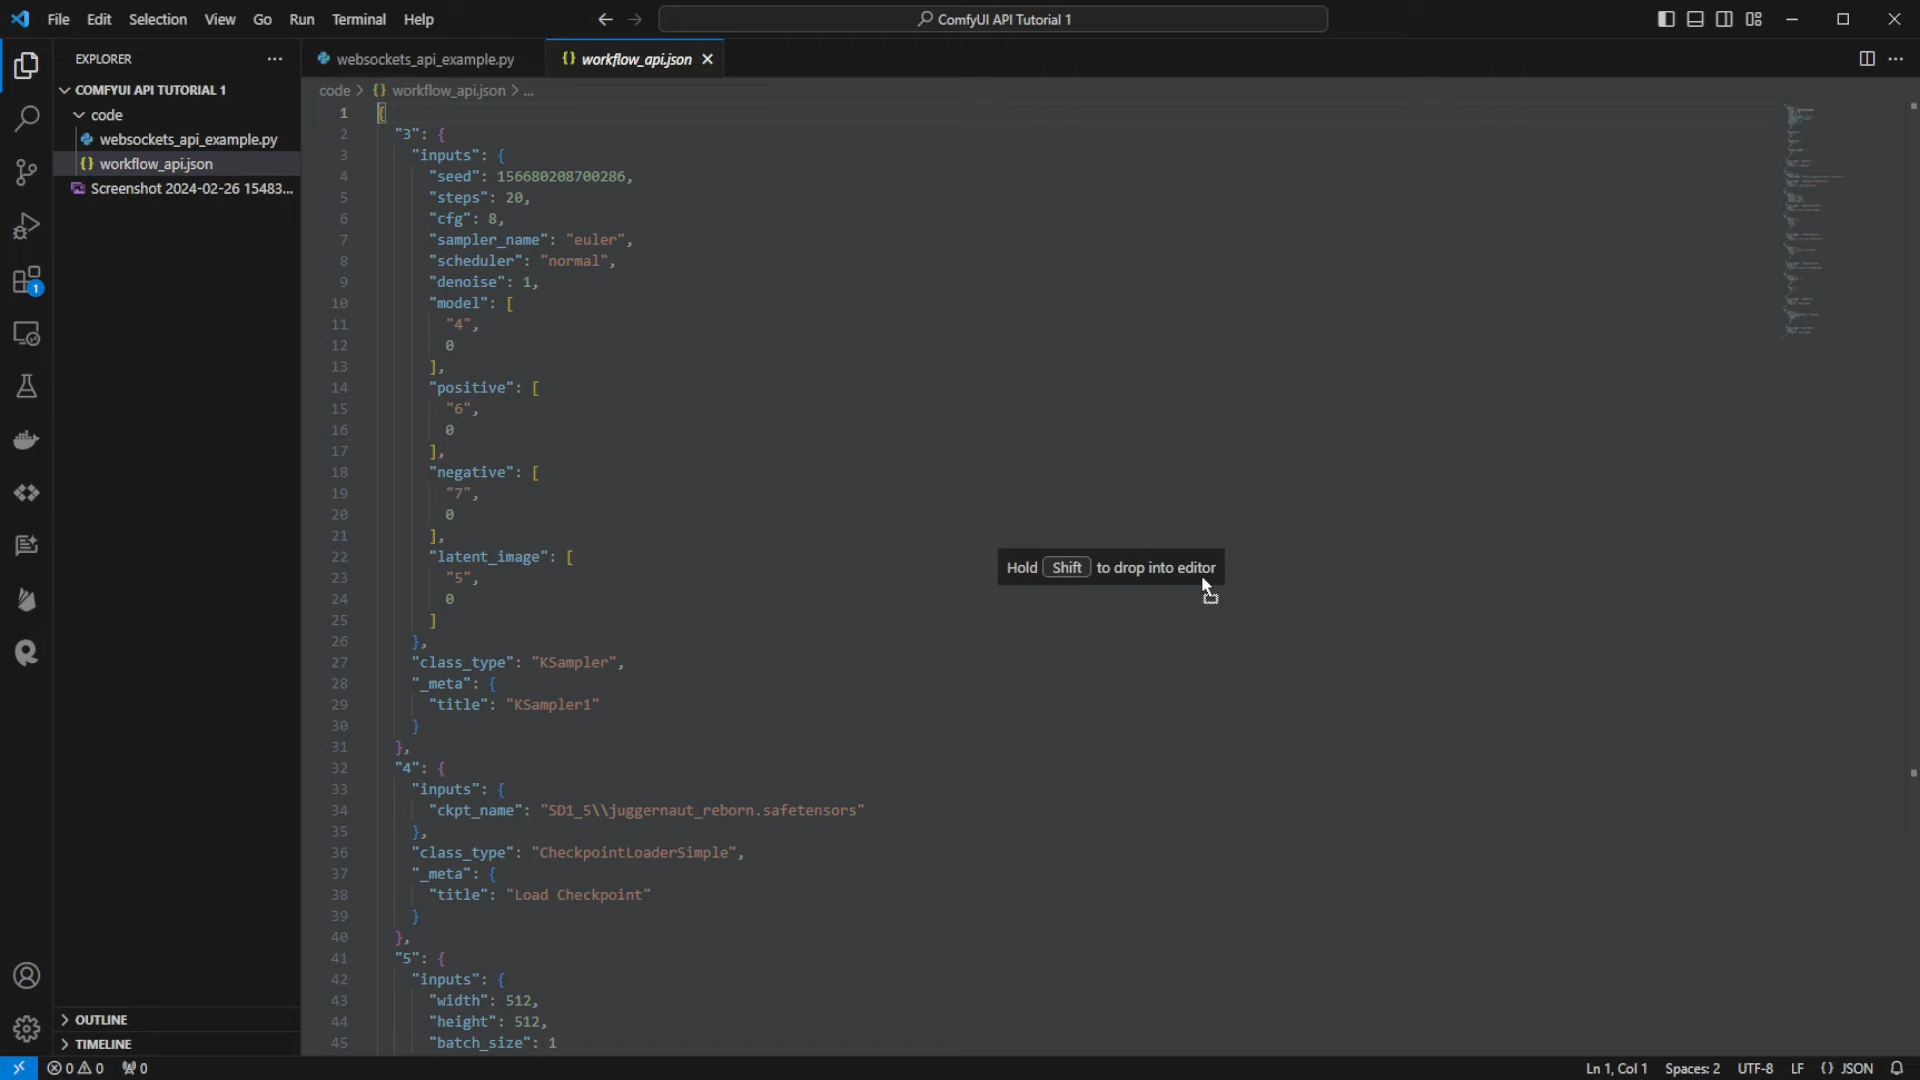 File Edit Selection View Go Run Terminal Help
ComfyUI API Tutorial 1
EXPLORER
COMFYUI API TUTORIAL 1
code
websockets_api_example.py
workflow_api.json
Screenshot 2024-02-26 15483...
1
OUTLINE
TIMELINE
websockets_api_example.py
workflow_api.json
code > {} workflow_api.json > ...
1 {
2 "3": {
3 "inputs": {
4 "seed": 156680208700286,
5 "steps": 20,
6 "cfg": 8,
7 "sampler_name": "euler",
8 "scheduler": "normal",
9 "denoise": 1,
10 "model": [
11 "4",
12 0
13 ],
14 "positive": [
15 "6",
16 0
17 ],
18 "negative": [
19 "7",
20 0
21 ],
22 "latent_image": [
23 "5",
24 0
25 ]
26 },
27 "class_type": "KSampler",
28 "_meta": {
29 "title": "KSampler1"
30 }
31 },
32 "4": {
33 "inputs": {
34 "ckpt_name": "SD1_5\\juggernaut_reborn.safetensors"
35 },
36 "class_type": "CheckpointLoaderSimple",
37 "_meta": {
38 "title": "Load Checkpoint"
39 }
40 },
41 "5": {
42 "inputs": {
43 "width": 512,
44 "height": 512,
45 "batch_size": 1
Hold Shift to drop into editor
0 0 0
Ln 1, Col 1 Spaces: 2 UTF-8 LF {} JSON